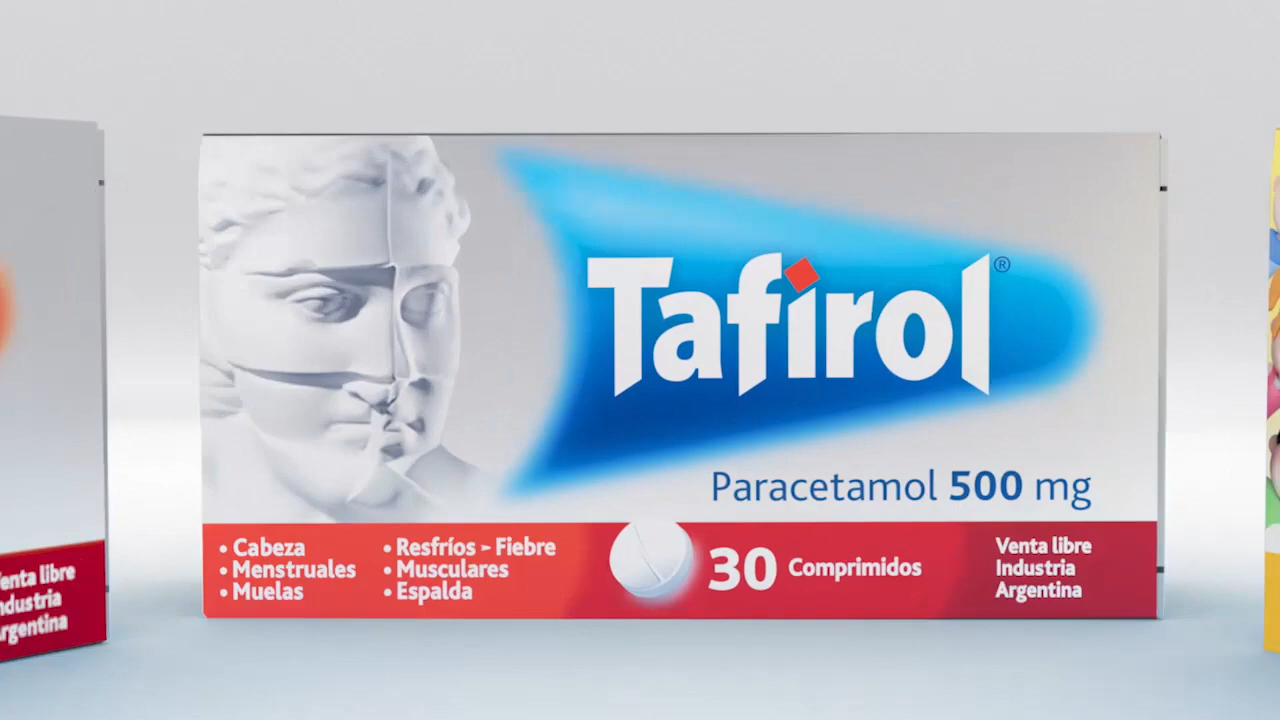 Tafirol®
Paracetamol 500 mg
• Cabeza
• Menstruales
• Muelas
• Resfríos - Fiebre
• Musculares
• Espalda
30 Comprimidos
Venta libre
Industria
Argentina
enta libre
ndustria
rgentina